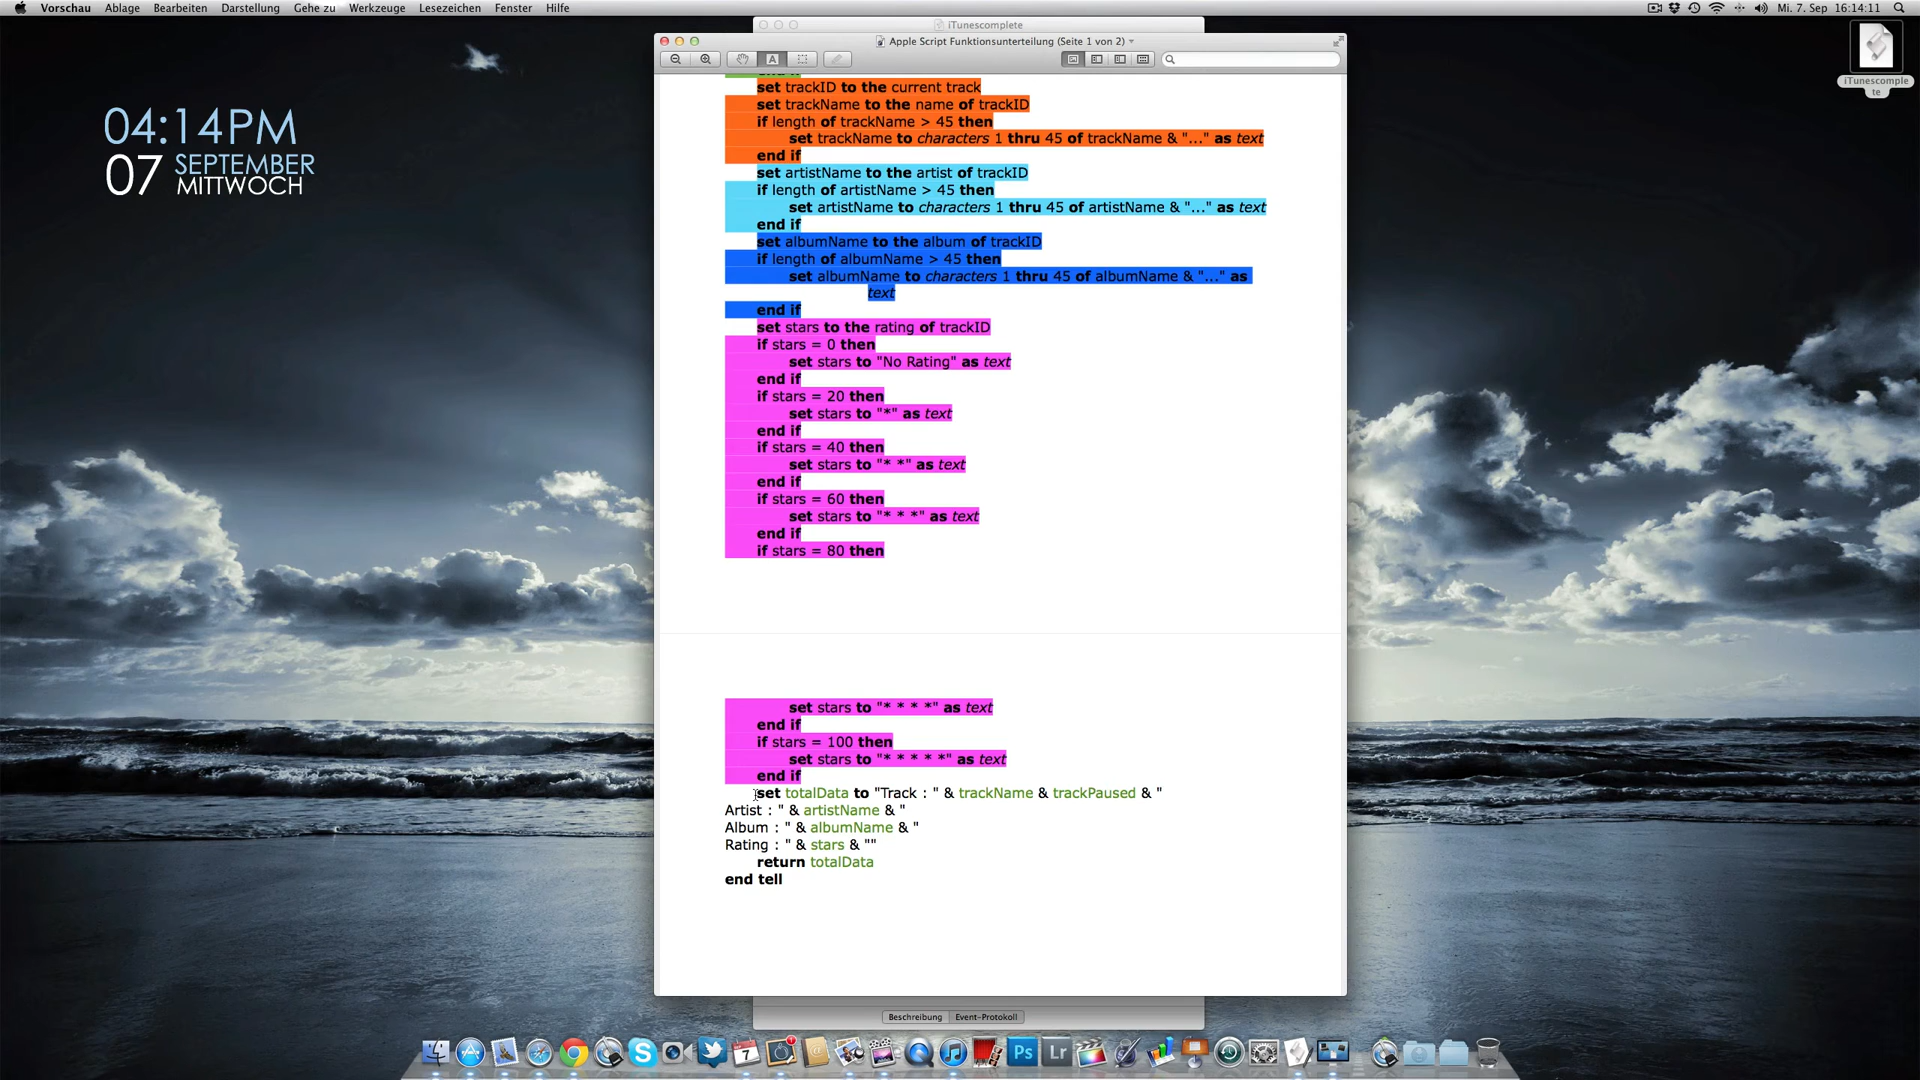 Vorschau Ablage Bearbeiten Darstellung Gehe zu Werkzeuge Lesezeichen Fenster Hilfe
Mi. 7. Sep 16:14:11
iTunescomplete
Apple Script Funktionsunterteilung (Seite 1 von 2)
iTunescomple
te
04:14PM
07 SEPTEMBER
MITTWOCH
end if
set trackID to the current track
set trackName to the name of trackID
if length of trackName > 45 then
set trackName to characters 1 thru 45 of trackName & "..." as text
end if
set artistName to the artist of trackID
if length of artistName > 45 then
set artistName to characters 1 thru 45 of artistName & "..." as text
end if
set albumName to the album of trackID
if length of albumName > 45 then
set albumName to characters 1 thru 45 of albumName & "..." as
text
end if
set stars to the rating of trackID
if stars = 0 then
set stars to "No Rating" as text
end if
if stars = 20 then
set stars to "*" as text
end if
if stars = 40 then
set stars to "* *" as text
end if
if stars = 60 then
set stars to "* * *" as text
end if
if stars = 80 then
set stars to "* * * *" as text
end if
if stars = 100 then
set stars to "* * * * *" as text
end if
set totalData to "Track : " & trackName & trackPaused & "
Artist : " & artistName & "
Album : " & albumName & "
Rating : " & stars & ""
return totalData
end tell
Beschreibung Event-Protokoll
7
Ps
Lr